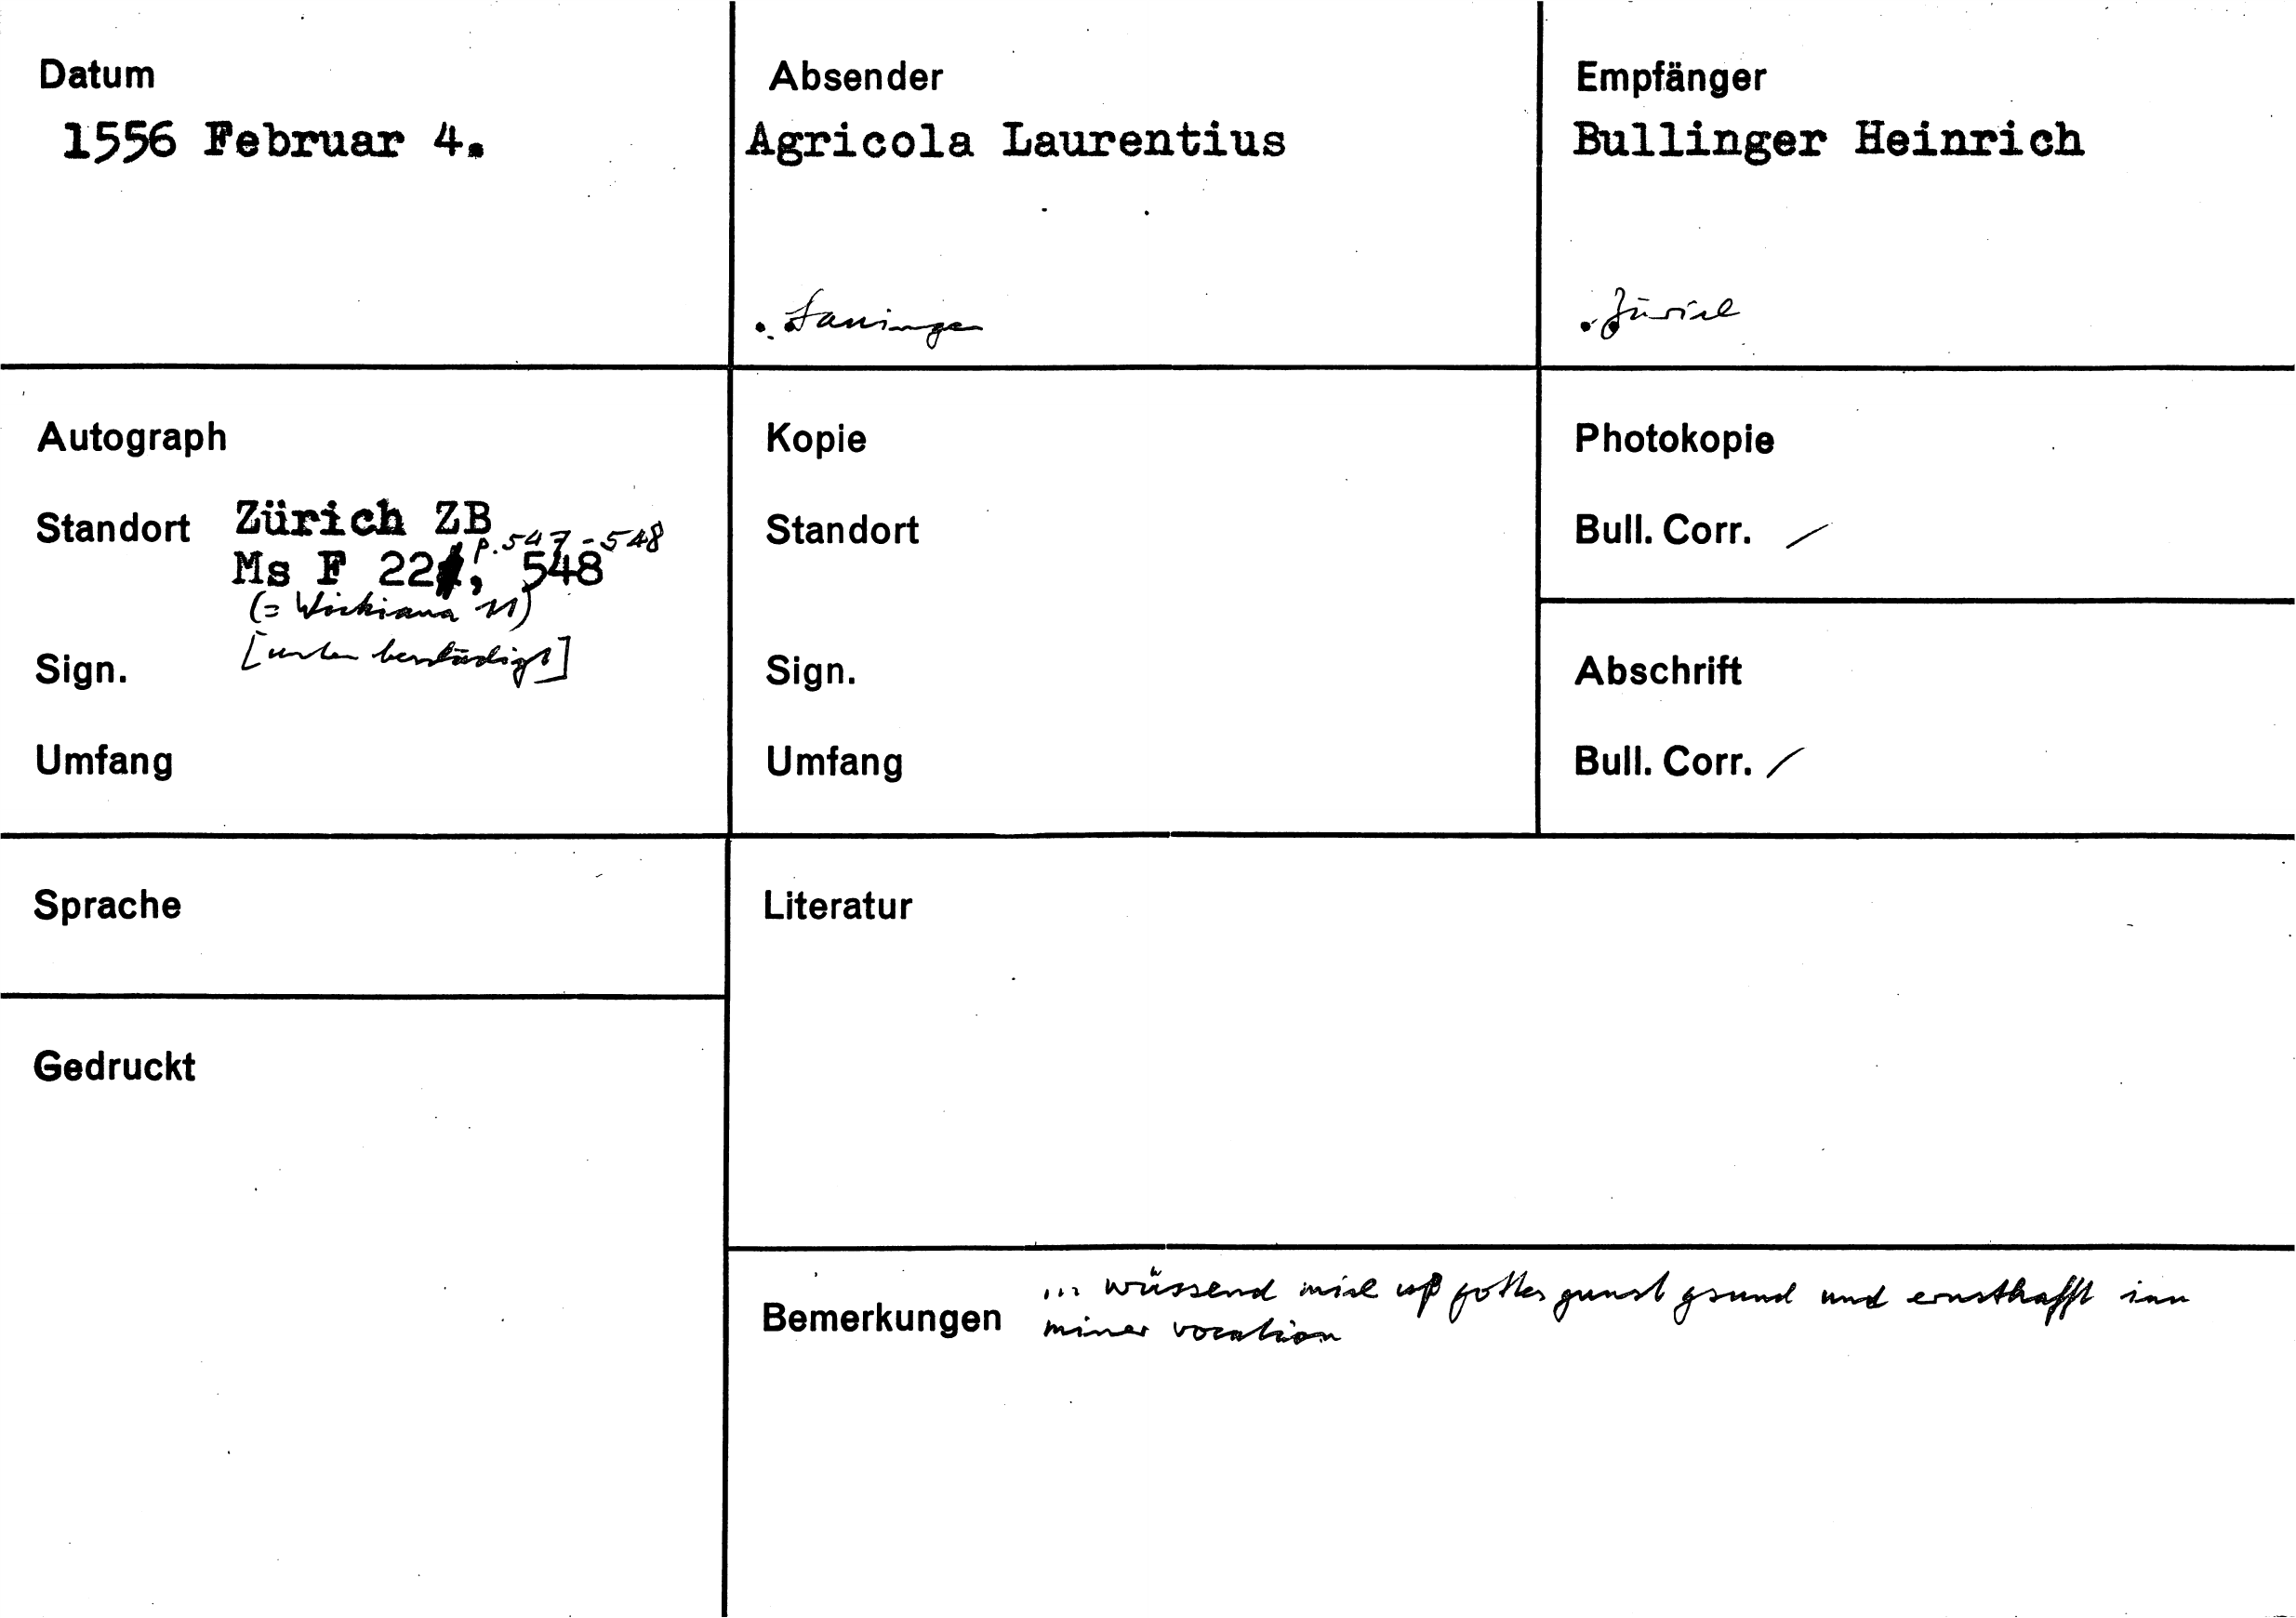 Datum
1556 Februar 4.
Absender
Agricola Laurentius
. Lauingen
Empfänger
Bullinger Heinrich
. Zürich
Autograph
Standort Zürich ZB
Ms F 22, p. 547-548 548
(= Wickiana 11)
Sign. [unten beschädigt]
Umfang
Kopie
Standort
Sign.
Umfang
Photokopie
Bull. Corr. /
Abschrift
Bull. Corr. /
Sprache
Literatur
Gedruckt
Bemerkungen ... wüssend mich uß gottes gunst gsund und ernsthafft inn
miner vocation